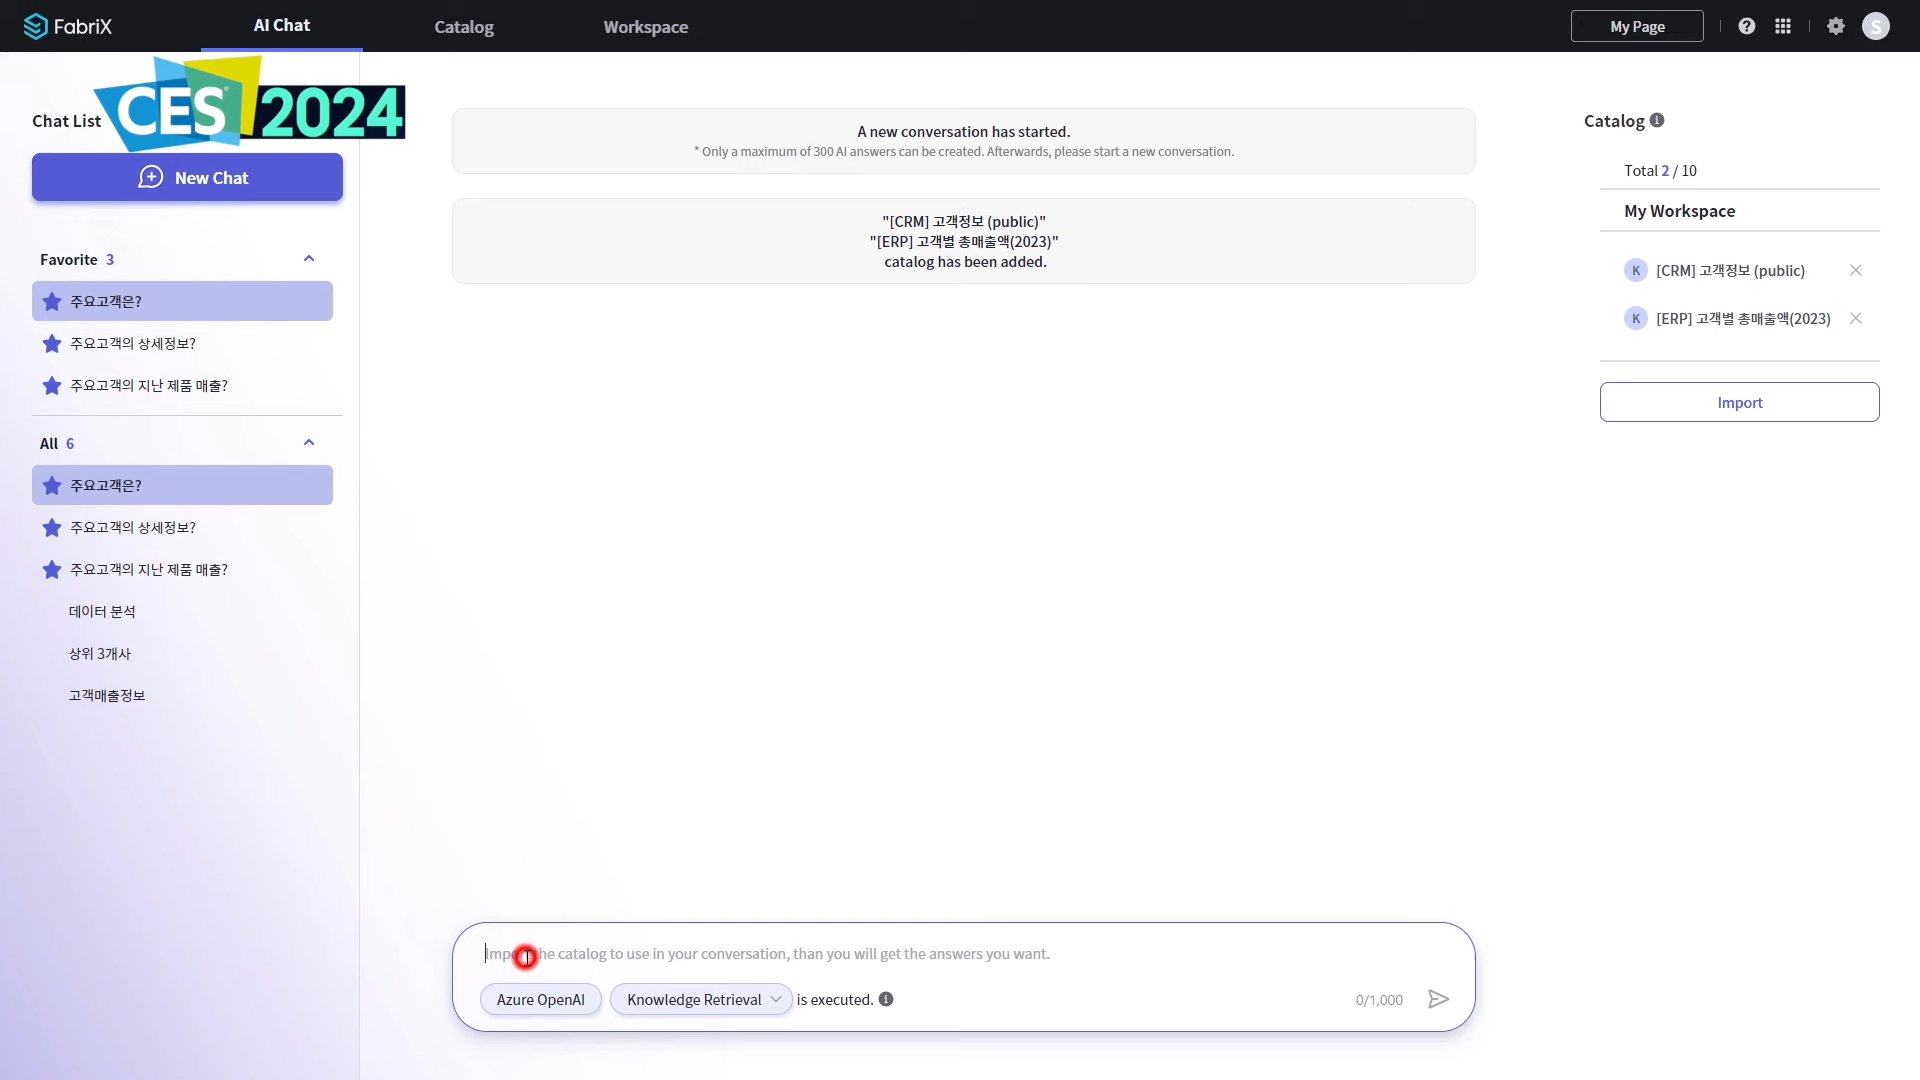 FabriX
AI Chat
Catalog
Workspace
My Page
S
CES® 2024
Chat List
New Chat
Favorite 3
주요고객은?
주요고객의 상세정보?
주요고객의 지난 제품 매출?
All 6
주요고객은?
주요고객의 상세정보?
주요고객의 지난 제품 매출?
데이터 분석
상위 3개사
고객매출정보
A new conversation has started.
* Only a maximum of 300 AI answers can be created. Afterwards, please start a new conversation.
"[CRM] 고객정보 (public)"
"[ERP] 고객별 총매출액(2023)"
catalog has been added.
Import the catalog to use in your conversation, than you will get the answers you want.
Azure OpenAI Knowledge Retrieval is executed.
0/1,000
Catalog
Total 2 / 10
My Workspace
K [CRM] 고객정보 (public)
K [ERP] 고객별 총매출액(2023)
Import